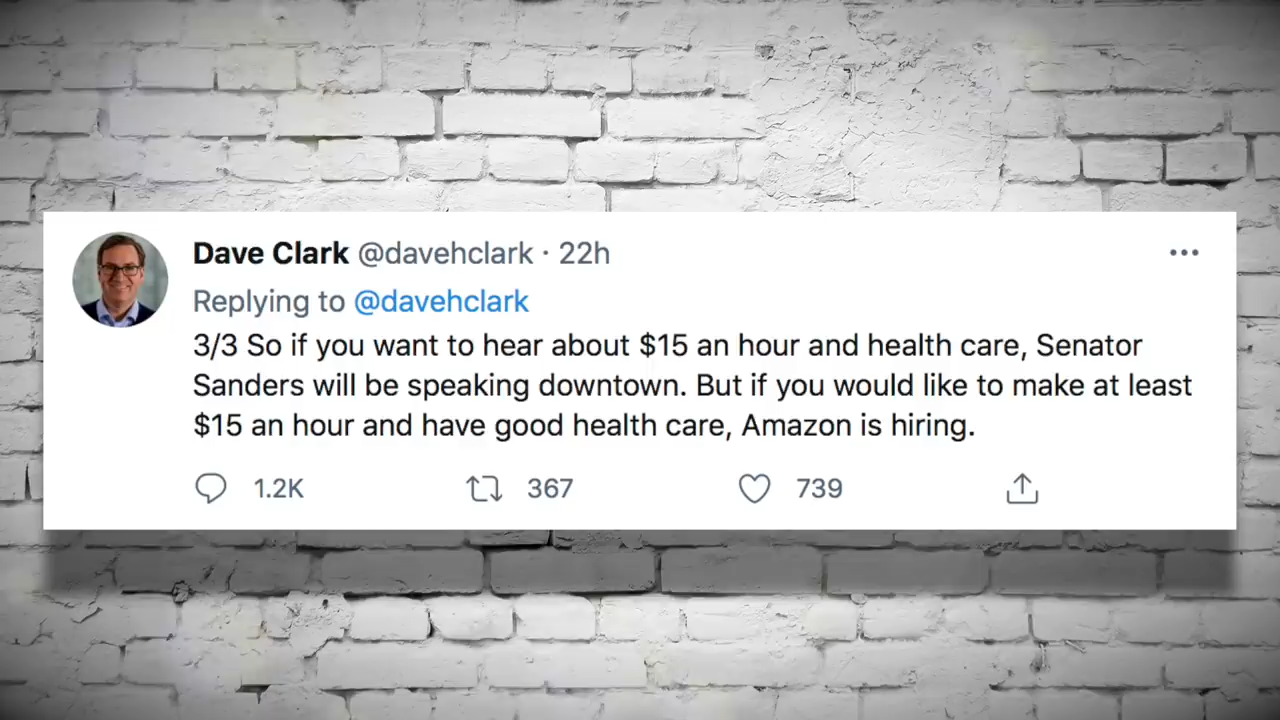 Dave Clark @davehclark · 22h
Replying to @davehclark
3/3 So if you want to hear about $15 an hour and health care, Senator
Sanders will be speaking downtown. But if you would like to make at least
$15 an hour and have good health care, Amazon is hiring.
1.2K 367 739